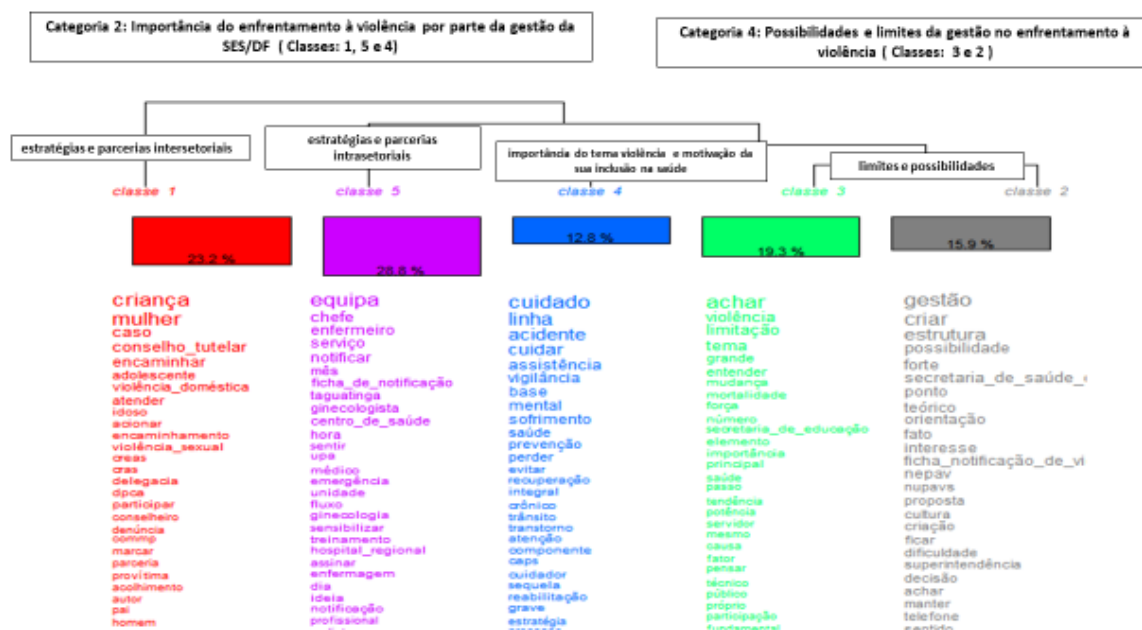 Categoria 2: Importância do enfrentamento à violência por parte da gestão da
SES/DF ( Classes: 1, 5 e 4)
Categoria 4: Possibilidades e limites da gestão no enfrentamento à
violência ( Classes: 3 e 2 )
estratégias e parcerias intersetoriais
estratégias e parcerias
intrasetoriais
importância do tema violência e motivação da
sua inclusão na saúde
limites e possibilidades
classe 1
classe 5
classe 4
classe 3
classe 2
23.2 %
28.8 %
12.8 %
19.3 %
15.9 %
criança
mulher
caso
conselho_tutelar
encaminhar
adolescente
violência_doméstica
atender
idoso
acionar
encaminhamento
violência_sexual
creas
cras
delegacia
dpca
participar
conselheiro
denúncia
commp
marcar
parceria
provítima
acolhimento
autor
pai
homem
equipa
chefe
enfermeiro
serviço
notificar
mês
ficha_de_notificação
taguatinga
ginecologista
centro_de_saúde
hora
sentir
upa
médico
emergência
unidade
fluxo
ginecologia
sensibilizar
treinamento
hospital_regional
assinar
enfermagem
dia
ideia
notificação
profissional
cuidado
linha
acidente
cuidar
assistência
vigilância
base
mental
sofrimento
saúde
prevenção
perder
evitar
recuperação
integral
crônico
trânsito
transtorno
atenção
componente
caps
cuidador
sequela
reabilitação
grave
estratégia
achar
violência
limitação
tema
grande
entender
mudança
mortalidade
força
número
secretaria_de_educação
elemento
importância
principal
saúde
passo
tendência
potência
servidor
mesmo
causa
fator
pensar
técnico
público
próprio
participação
fundamental
gestão
criar
estrutura
possibilidade
forte
secretaria_de_saúde_
ponto
teórico
orientação
fato
interesse
ficha_notificação_de_vi
nepav
nupavs
proposta
cultura
criação
ficar
dificuldade
superintendência
decisão
achar
manter
telefone
sentido